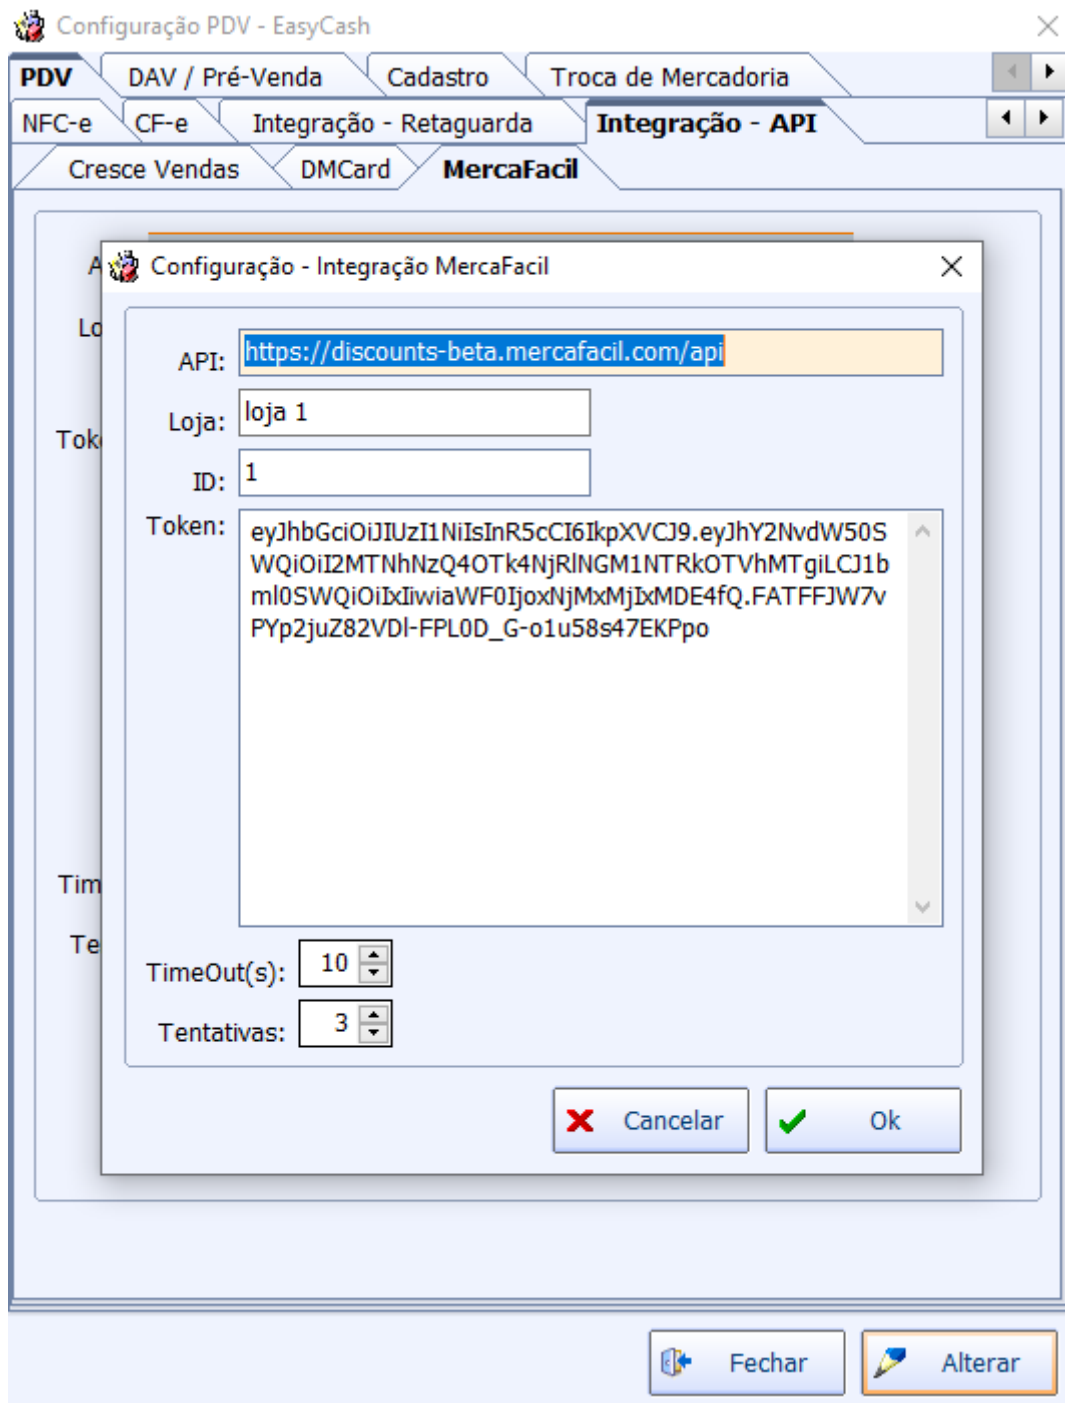 Configuração PDV - EasyCash
PDV DAV / Pré-Venda Cadastro Troca de Mercadoria
NFC-e CF-e Integração - Retaguarda Integração - API
Cresce Vendas DMCard MercaFacil
Configuração - Integração MercaFacil
API: https://discounts-beta.mercafacil.com/api
Loja: loja 1
ID: 1
Token: eyJhbGciOiJIUzI1NiIsInR5cCI6IkpXVCJ9.eyJhY2NvdW50S
WQiOiI2MTNhNzQ4OTk4NjRlNGM1NTRkOTVhMTgiLCJ1b
ml0SWQiOiIxIiwiaWF0IjoxNjMxMjIxMDE4fQ.FATFFJW7v
PYp2juZ82VDl-FPL0D_G-o1u58s47EKPpo
TimeOut(s): 10
Tentativas: 3
Cancelar Ok
Fechar Alterar